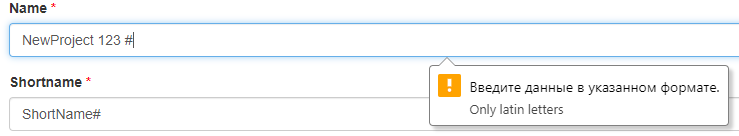 Name *
NewProject 123 #
Введите данные в указанном формате.
Only latin letters
Shortname *
ShortName#